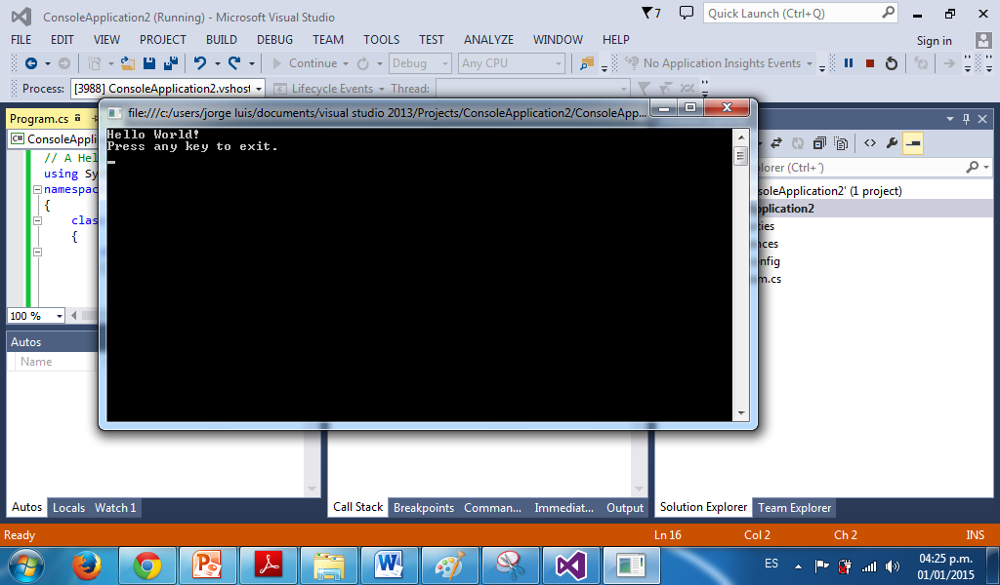 ConsoleApplication2 (Running) - Microsoft Visual Studio
7
Quick Launch (Ctrl+Q)
FILE EDIT VIEW PROJECT BUILD DEBUG TEAM TOOLS TEST ANALYZE WINDOW HELP
Sign in
Continue Debug Any CPU No Application Insights Events
Process: [3988] ConsoleApplication2.vshost Lifecycle Events Thread:
Program.cs
file:///c:/users/jorge luis/documents/visual studio 2013/Projects/ConsoleApplication2/ConsoleApp...
Hello World!
Press any key to exit.
C# ConsoleAppli
// A Hel
using Sy
namespac
{
clas
{
100 %
Autos
Name
lorer (Ctrl+´)
soleApplication2' (1 project)
pplication2
ties
nces
nfig
m.cs
Autos Locals Watch 1
Call Stack Breakpoints Comman... Immediat... Output
Solution Explorer Team Explorer
Ready Ln 16 Col 2 Ch 2 INS
ES
04:25 p.m.
01/01/2015